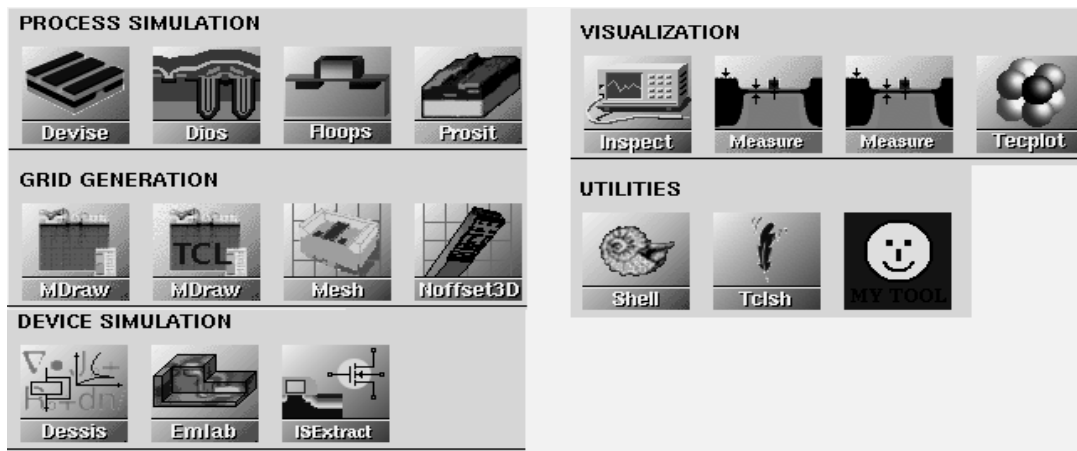 PROCESS SIMULATION
Devise Dios Floops Prosit
GRID GENERATION
MDraw TCL MDraw Mesh Noffset3D
DEVICE SIMULATION
Dessis Emlab ISExtract
VISUALIZATION
Inspect Measure Measure Tecplot
UTILITIES
Shell Tclsh MY TOOL